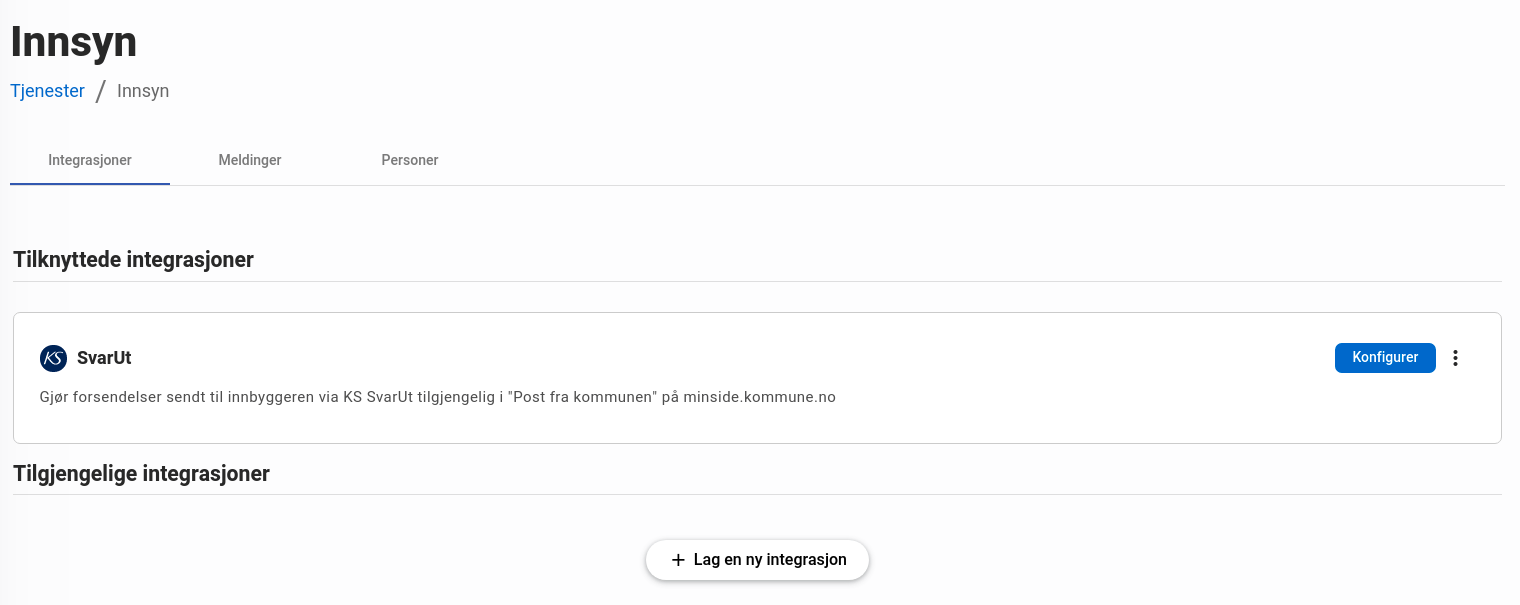 Innsyn
Tjenester / Innsyn
Integrasjoner Meldinger Personer
Tilknyttede integrasjoner
KS SvarUt Konfigurer
Gjør forsendelser sendt til innbyggeren via KS SvarUt tilgjengelig i "Post fra kommunen" på minside.kommune.no
Tilgjengelige integrasjoner
+ Lag en ny integrasjon